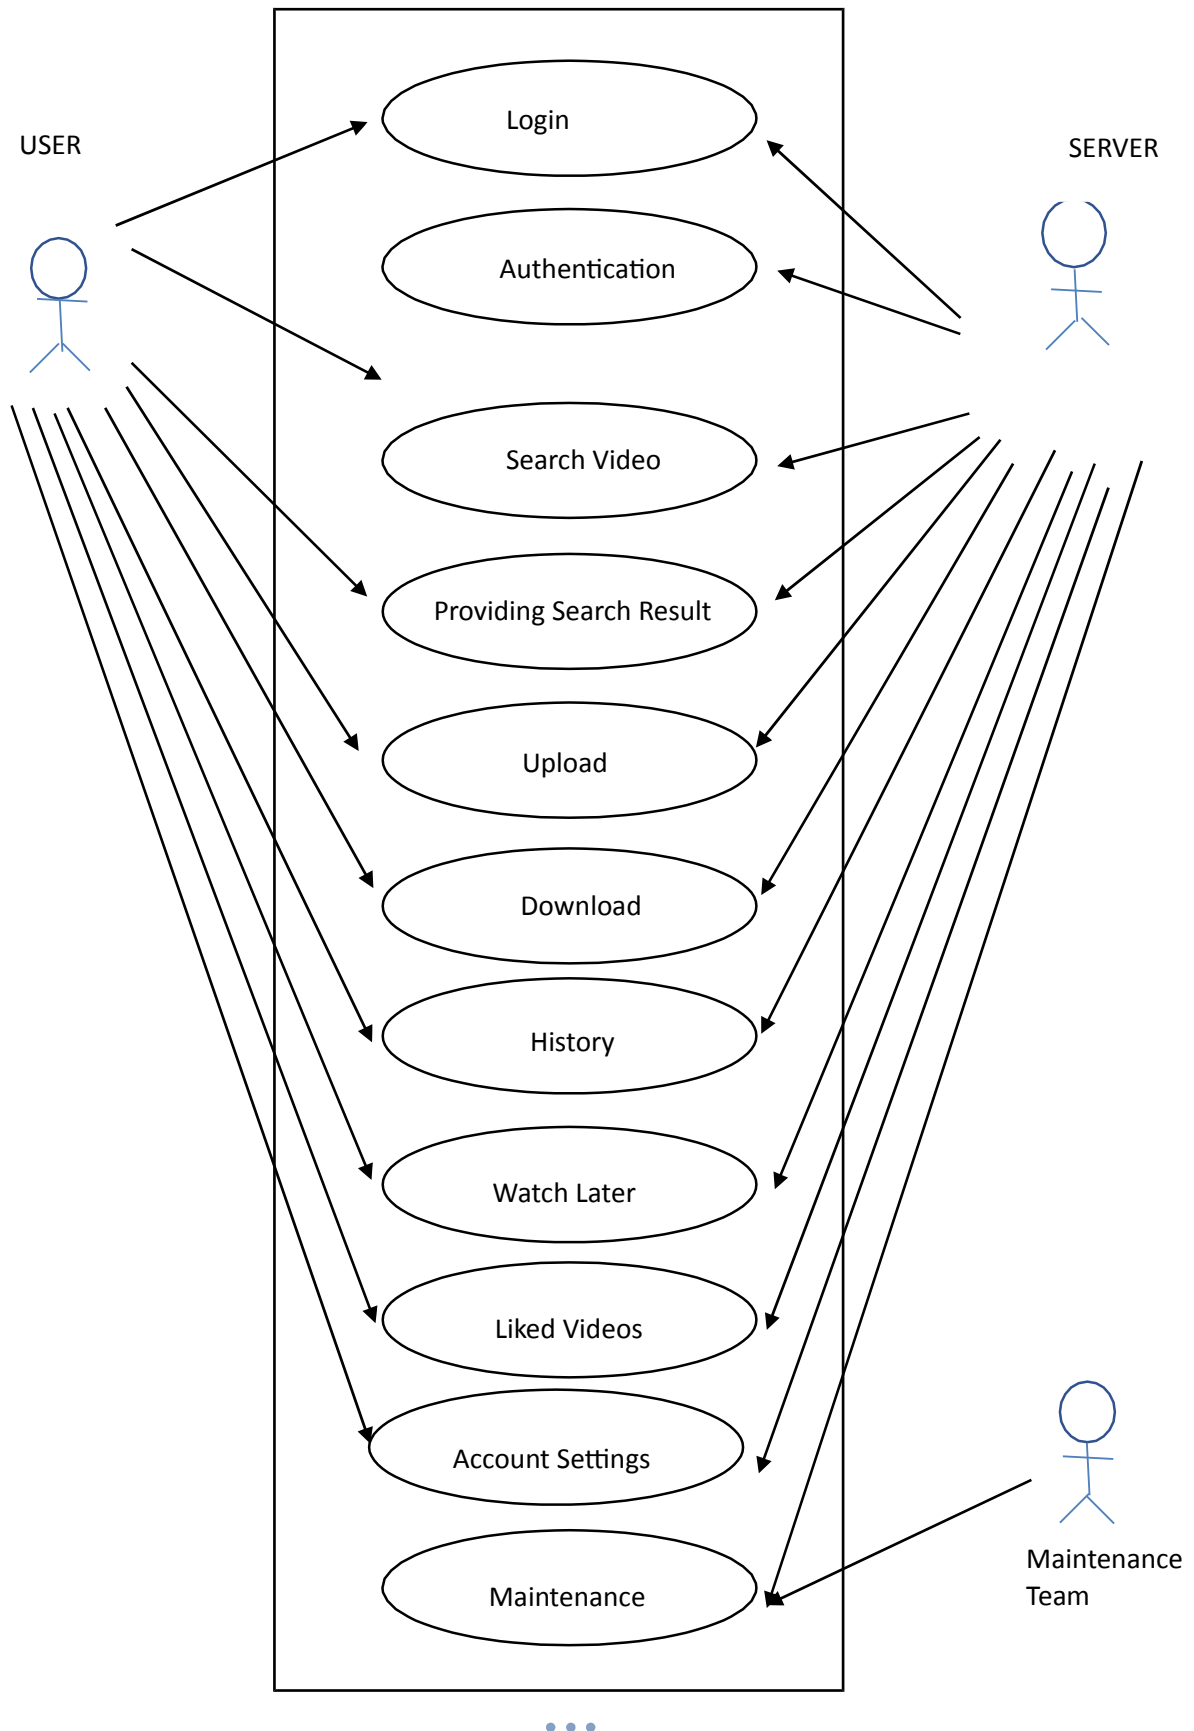 Login
USER
SERVER
Authentication
Search Video
Providing Search Result
Upload
Download
History
Watch Later
Liked Videos
Account Settings
Maintenance
Team
Maintenance